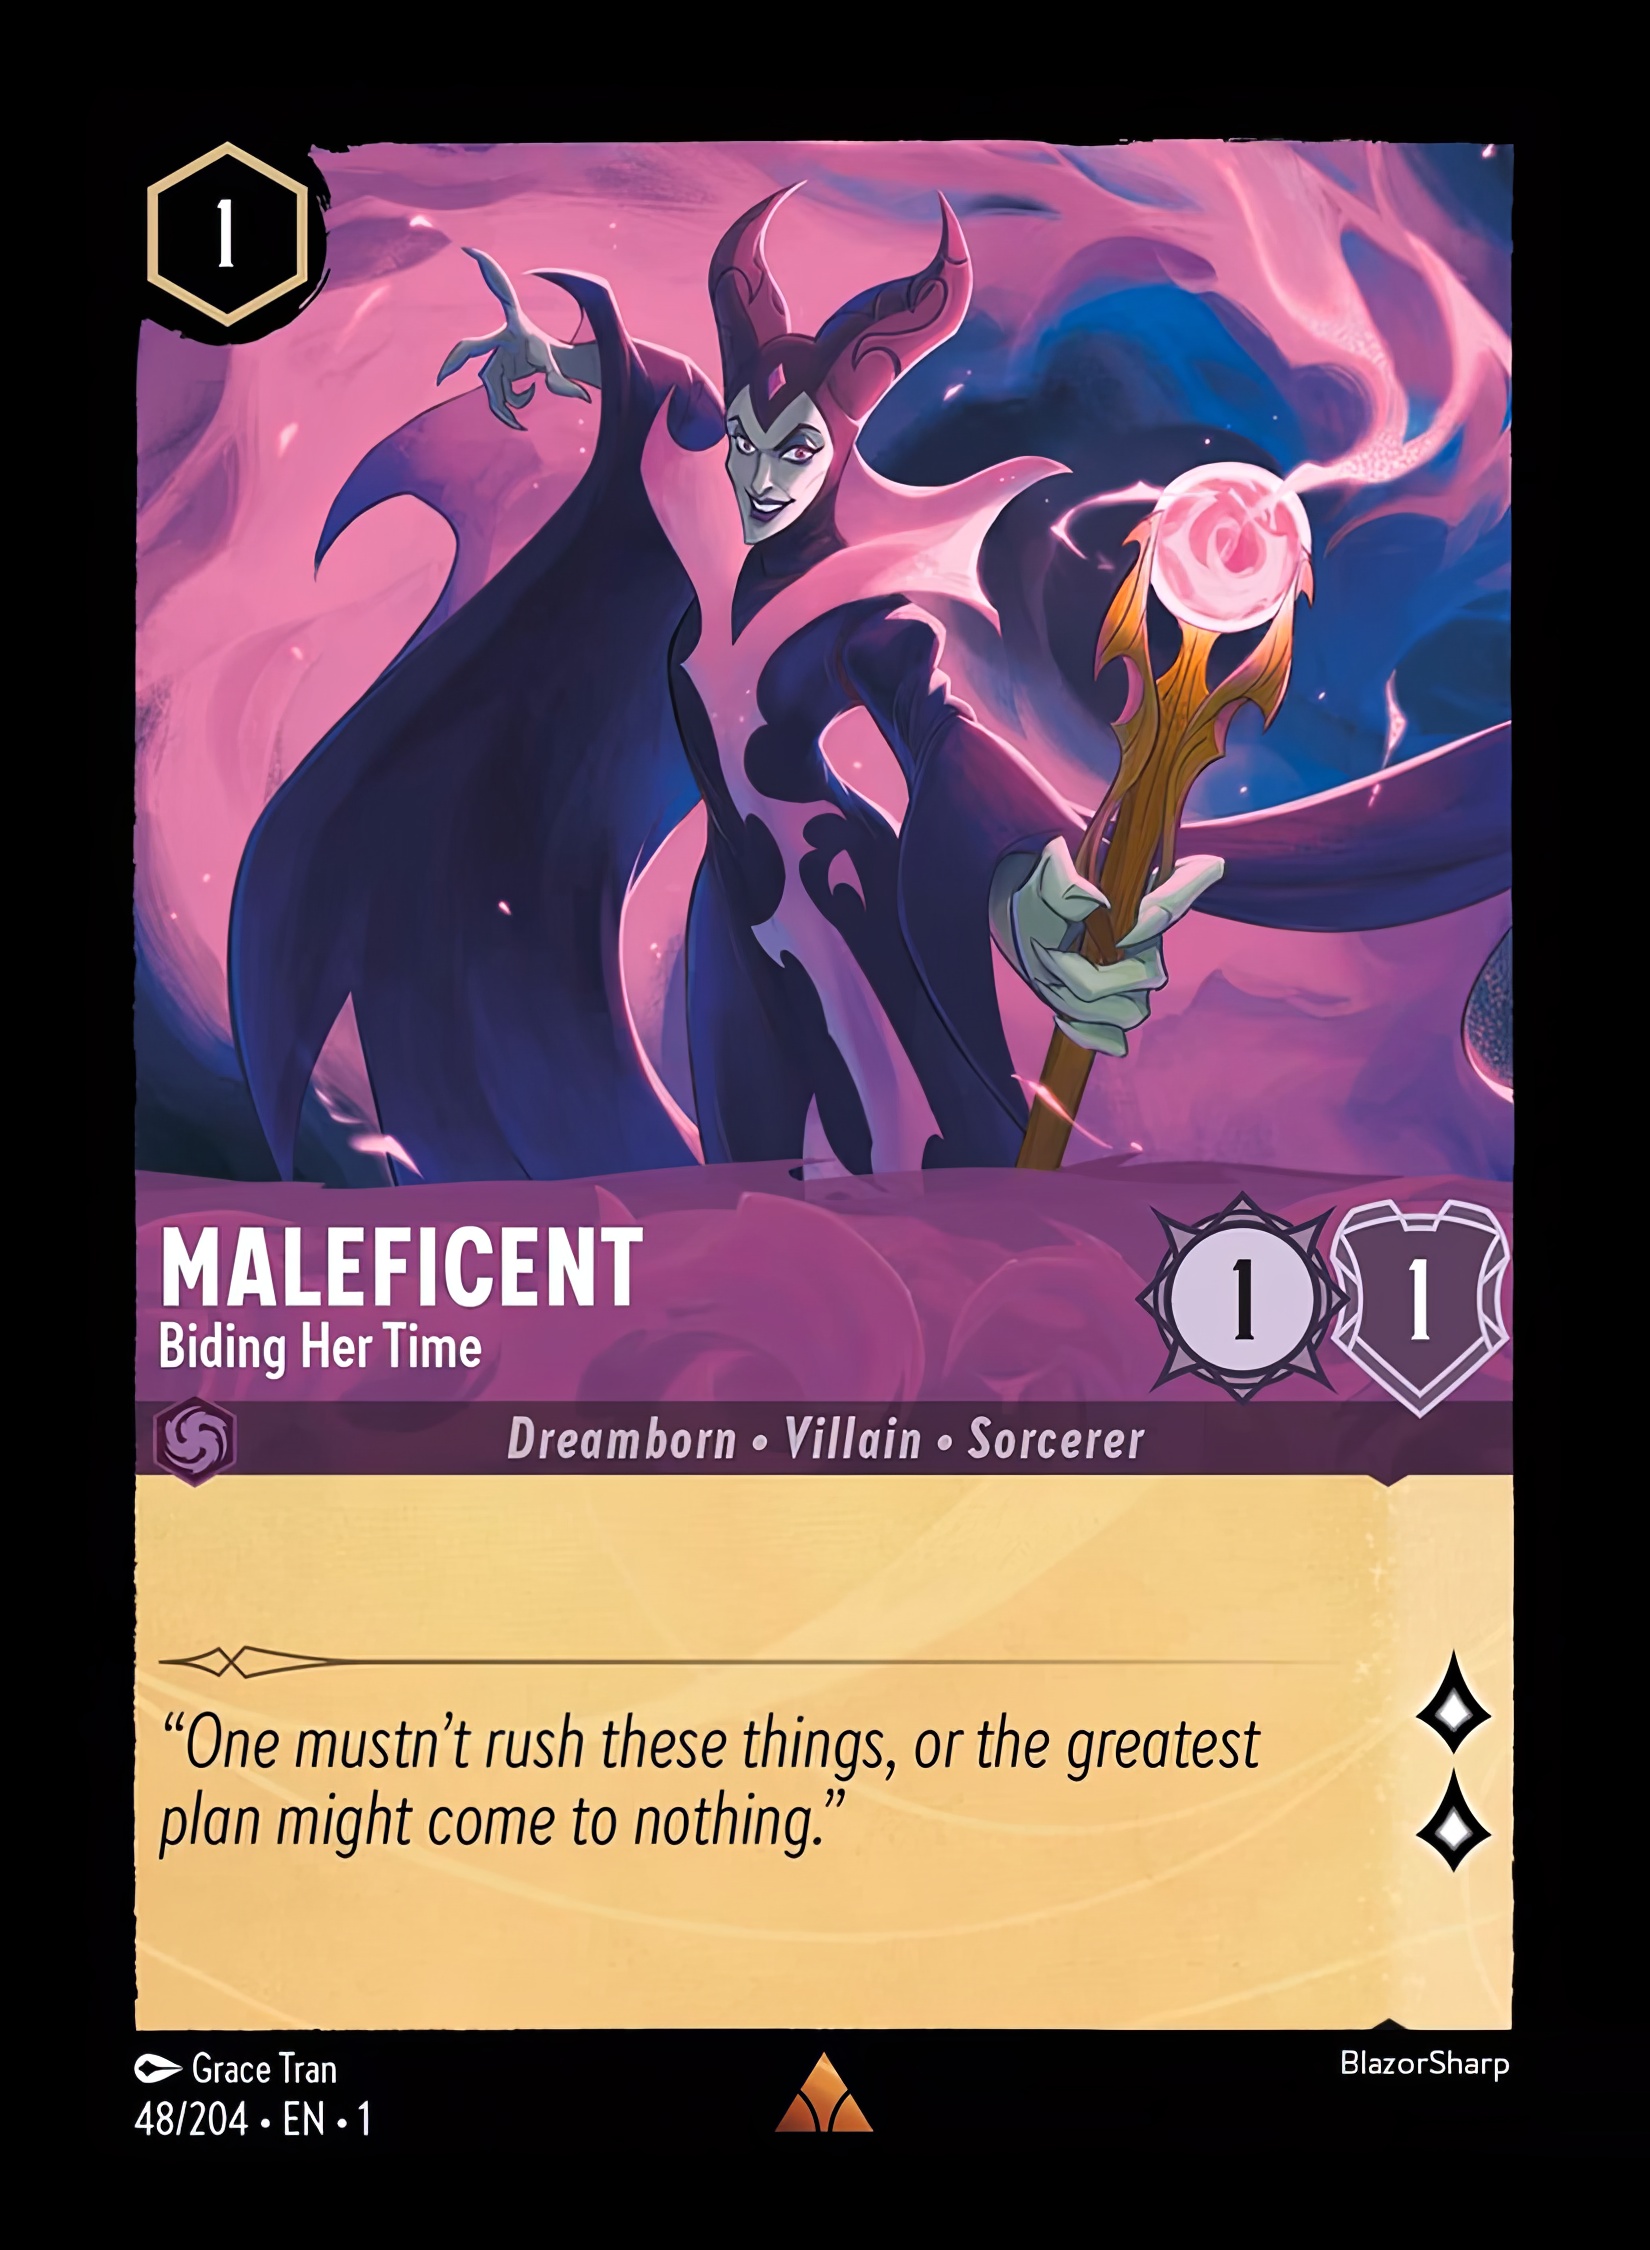 1
MALEFICENT
Biding Her Time
1
1
Dreamborn • Villain • Sorcerer
“One mustn’t rush these things, or the greatest
plan might come to nothing.”
Grace Tran
BlazorSharp
48/204 • EN • 1